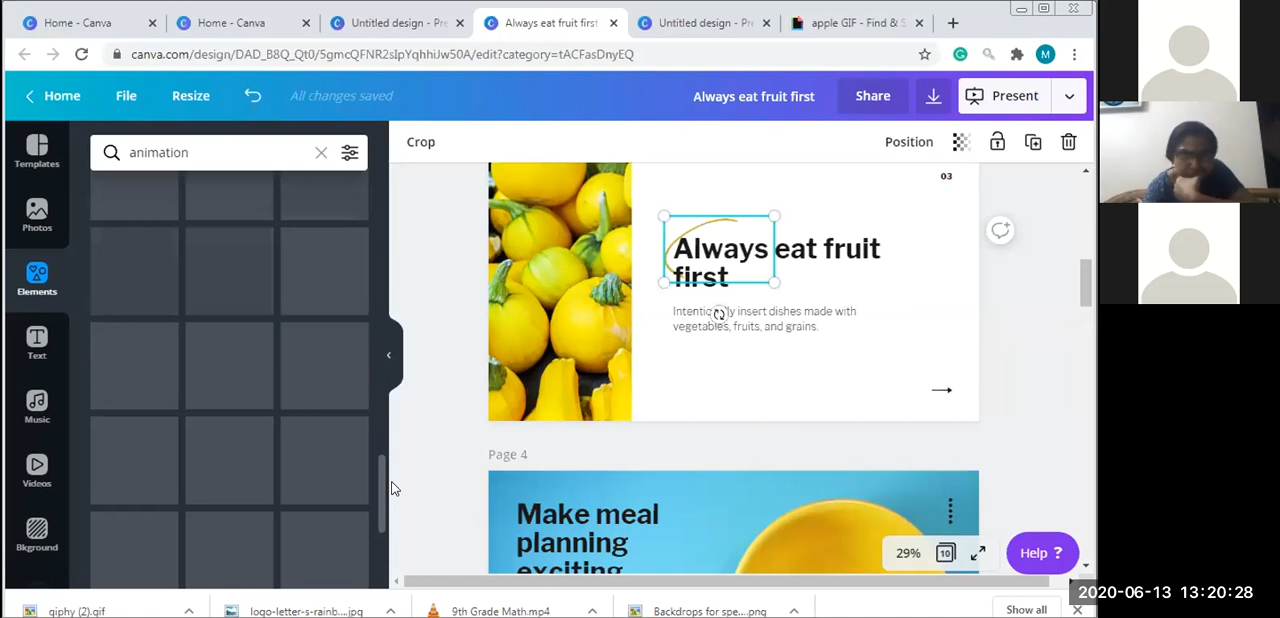 Home - Canva
Home - Canva
Untitled design - Pre
Always eat fruit first
Untitled design - Pre
apple GIF - Find & S
canva.com/design/DAD_B8Q_Qt0/5gmcQFNR2sIpYqhhiJw50A/edit?category=tACFasDnyEQ
M
Home
File
Resize
All changes saved
Always eat fruit first
Share
Present
Templates
Photos
Elements
Text
Music
Videos
Bkground
animation
Crop
Position
03
Always eat fruit
first
Intentionally insert dishes made with
vegetables, fruits, and grains.
Page 4
Make meal
planning
exciting
29%
10
Help ?
giphy (2).gif
logo-letter-s-rainb....jpg
9th Grade Math.mp4
Backdrops for spe....png
Show all
2020-06-13 13:20:28